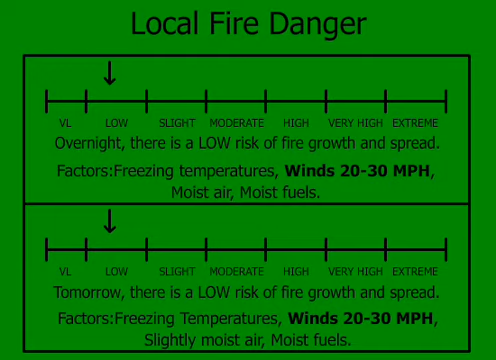 Local Fire Danger
VL LOW SLIGHT MODERATE HIGH VERY HIGH EXTREME
Overnight, there is a LOW risk of fire growth and spread.
Factors:Freezing temperatures, Winds 20-30 MPH,
Moist air, Moist fuels.
VL LOW SLIGHT MODERATE HIGH VERY HIGH EXTREME
Tomorrow, there is a LOW risk of fire growth and spread.
Factors:Freezing Temperatures, Winds 20-30 MPH,
Slightly moist air, Moist fuels.